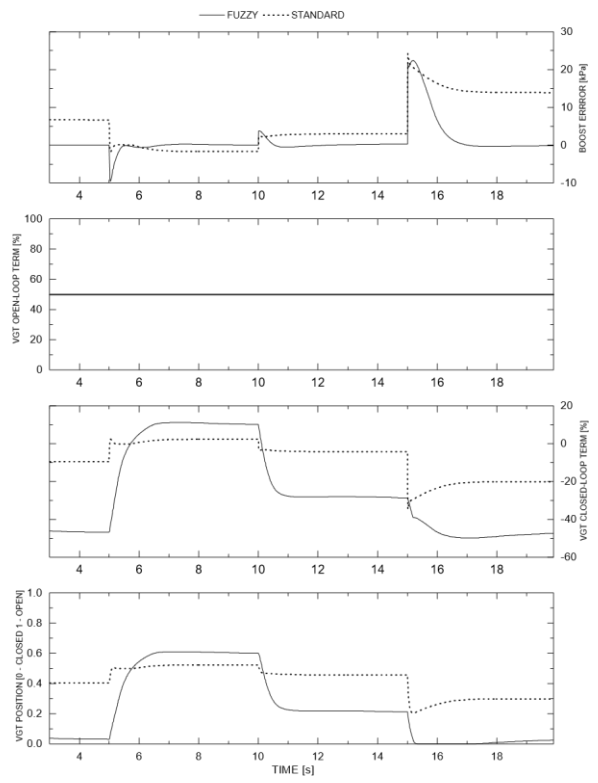 FUZZY STANDARD
30
20
10
0
-10
BOOST ERRROR [kPa]
4 6 8 10 12 14 16 18
VGT OPEN-LOOP TERM [%]
100
80
60
40
20
0
4 6 8 10 12 14 16 18
20
0
-20
-40
-60
VGT CLOSED-LOOP TERM [%]
4 6 8 10 12 14 16 18
VGT POSITION [0 - CLOSED 1 - OPEN]
1.0
0.8
0.6
0.4
0.2
0.0
4 6 8 10 12 14 16 18
TIME [s]